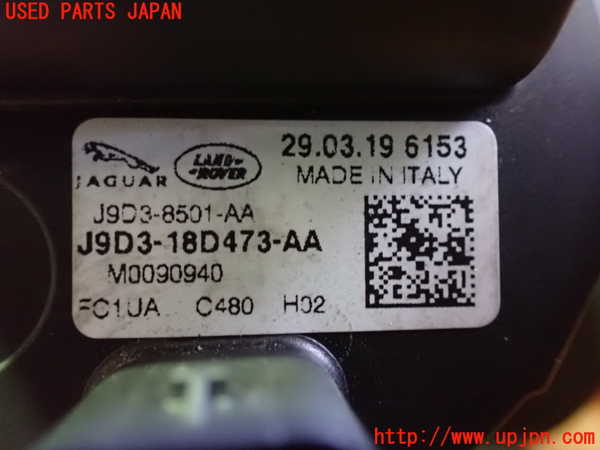 USED PARTS JAPAN
JAGUAR
LAND ROVER
29.03.19 6153
MADE IN ITALY
J9D3-8501-AA
J9D3-18D473-AA
M0090940
FC1UA C480 H02
http://www.upjpn.com